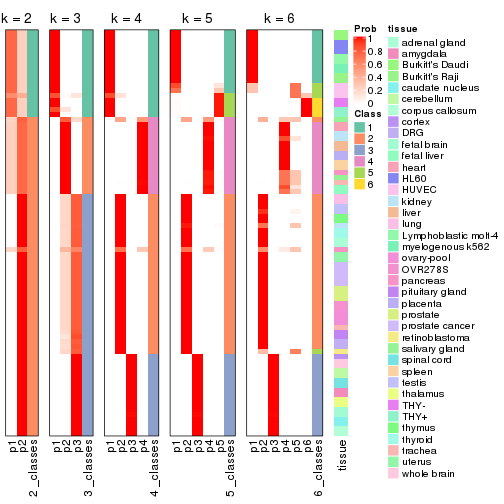 k = 2
k = 3
k = 4
k = 5
k = 6
p1
p2
2_classes
p1
p2
p3
3_classes
p1
p2
p3
p4
4_classes
p1
p2
p3
p4
p5
5_classes
p1
p2
p3
p4
p5
p6
6_classes
tissue
Prob
1
0.8
0.6
0.4
0.2
0
Class
1
2
3
4
5
6
tissue
adrenal gland
amygdala
Burkitt's Daudi
Burkitt's Raji
caudate nucleus
cerebellum
corpus callosum
cortex
DRG
fetal brain
fetal liver
heart
HL60
HUVEC
kidney
liver
lung
Lymphoblastic molt-4
myelogenous k562
ovary-pool
OVR278S
pancreas
pituitary gland
placenta
prostate
prostate cancer
retinoblastoma
salivary gland
spinal cord
spleen
testis
thalamus
THY-
THY+
thymus
thyroid
trachea
uterus
whole brain